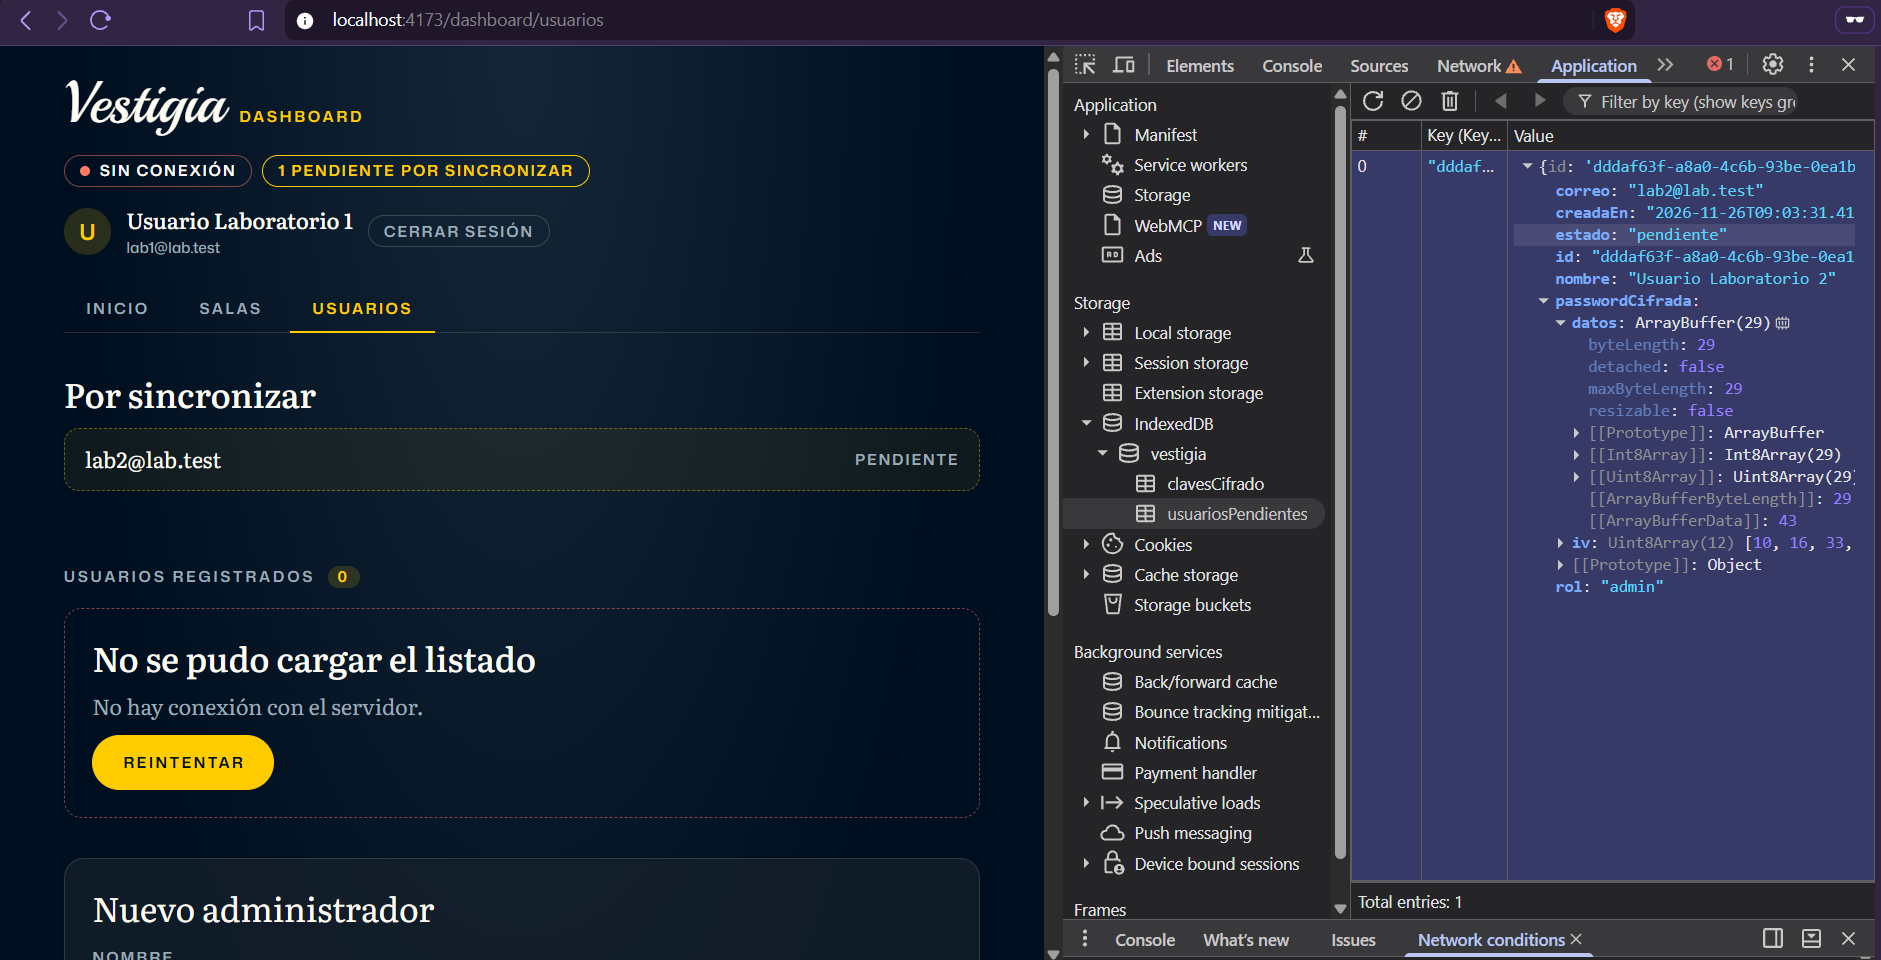 localhost:4173/dashboard/usuarios
Vestigia DASHBOARD
SIN CONEXIÓN
1 PENDIENTE POR SINCRONIZAR
U
Usuario Laboratorio 1
lab1@lab.test
CERRAR SESIÓN
INICIO
SALAS
USUARIOS
Por sincronizar
lab2@lab.test
PENDIENTE
USUARIOS REGISTRADOS 0
No se pudo cargar el listado
No hay conexión con el servidor.
REINTENTAR
Nuevo administrador
NOMBRE
Elements
Console
Sources
Network
Application
1
Application
Manifest
Service workers
Storage
WebMCP NEW
Ads
Storage
Local storage
Session storage
Extension storage
IndexedDB
vestigia
clavesCifrado
usuariosPendientes
Cookies
Cache storage
Storage buckets
Background services
Back/forward cache
Bounce tracking mitigat...
Notifications
Payment handler
Speculative loads
Push messaging
Device bound sessions
Frames
Filter by key (show keys gr
# Key (Key... Value
0 "dddaf... {id: 'dddaf63f-a8a0-4c6b-93be-0ea1b
correo: "lab2@lab.test"
creadaEn: "2026-11-26T09:03:31.41
estado: "pendiente"
id: "dddaf63f-a8a0-4c6b-93be-0ea1
nombre: "Usuario Laboratorio 2"
passwordCifrada:
datos: ArrayBuffer(29)
byteLength: 29
detached: false
maxByteLength: 29
resizable: false
[[Prototype]]: ArrayBuffer
[[Int8Array]]: Int8Array(29)
[[Uint8Array]]: Uint8Array(29)
[[ArrayBufferByteLength]]: 29
[[ArrayBufferData]]: 43
iv: Uint8Array(12) [10, 16, 33,
[[Prototype]]: Object
rol: "admin"
Total entries: 1
Console
What's new
Issues
Network conditions